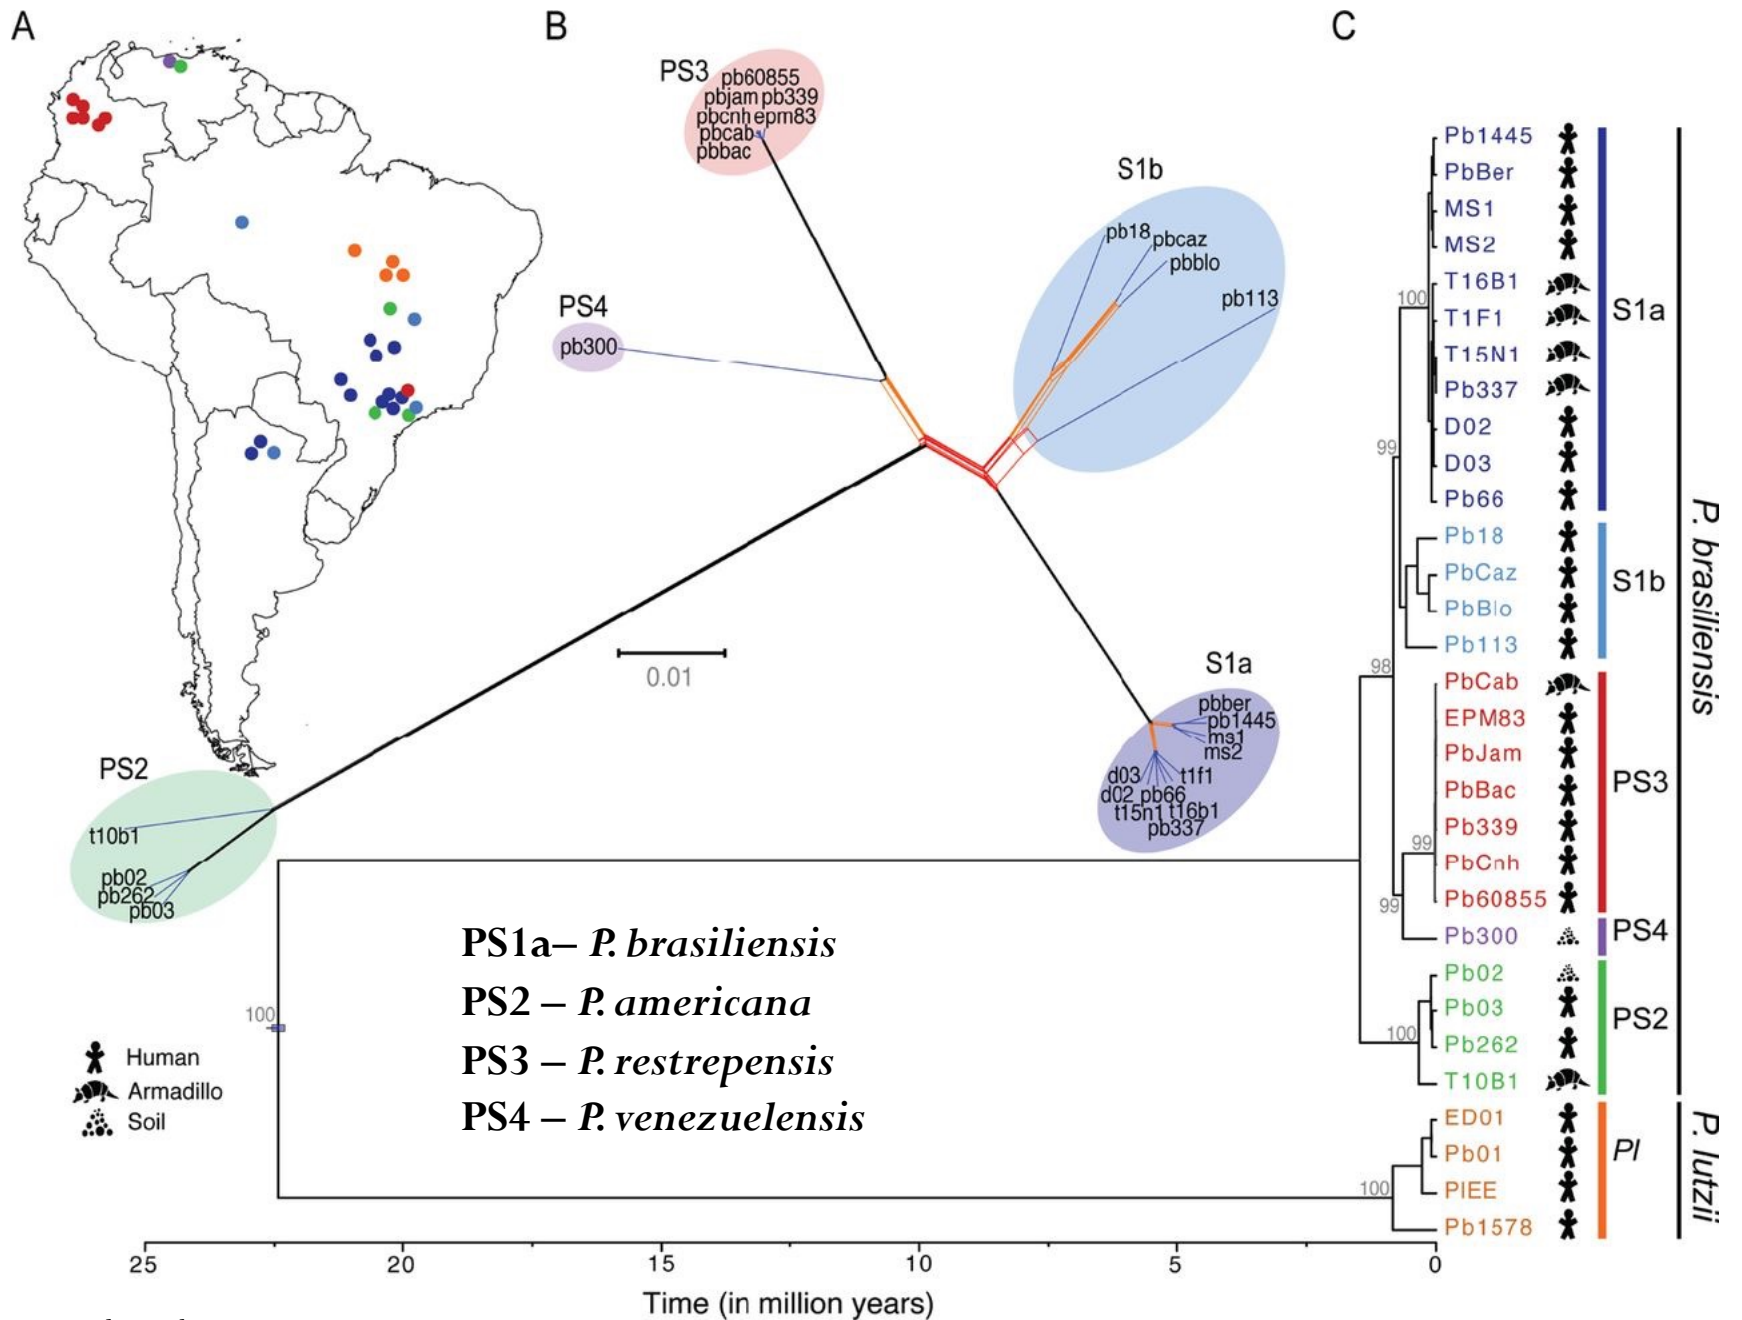 A
B
C
PS3
pb60855
pbjam pb339
pbcnh epm83
pbcab
pbbac
S1b
pb18
pbcaz
pbblo
pb113
PS4
pb300
0.01
S1a
pbber
pb1445
ms1
ms2
d03
t1f1
d02 pb66
t15n1 t16b1
pb337
PS2
t10b1
pb02
pb262
pb03
PS1a– P. brasiliensis
PS2 – P. americana
PS3 – P. restrepensis
PS4 – P. venezuelensis
Human
Armadillo
Soil
100
99
98
99
99
100
100
100
Pb1445
PbBer
MS1
MS2
T16B1
T1F1
T15N1
Pb337
D02
D03
Pb66
Pb18
PbCaz
PbBlo
Pb113
PbCab
EPM83
PbJam
PbBac
Pb339
PbCnh
Pb60855
Pb300
Pb02
Pb03
Pb262
T10B1
ED01
Pb01
PlEE
Pb1578
S1a
S1b
PS3
PS4
PS2
Pl
P. brasiliensis
P. lutzii
25 20 15 10 5 0
Time (in million years)